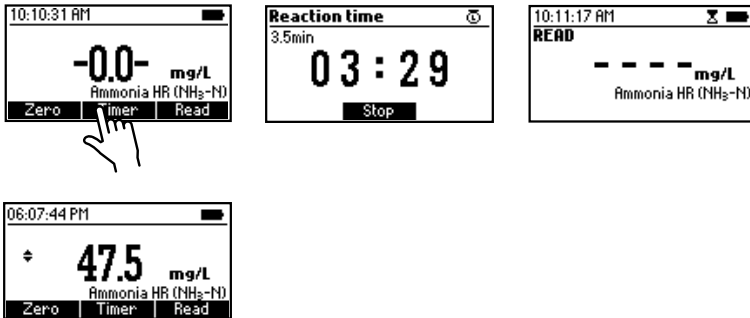 10:10:31 AM
-0.0- mg/L
Ammonia HR (NH₃-N)
Zero Timer Read
Reaction time
3.5min
03:29
Stop
10:11:17 AM
READ
---- mg/L
Ammonia HR (NH₃-N)
06:07:44 PM
47.5 mg/L
Ammonia HR (NH₃-N)
Zero Timer Read